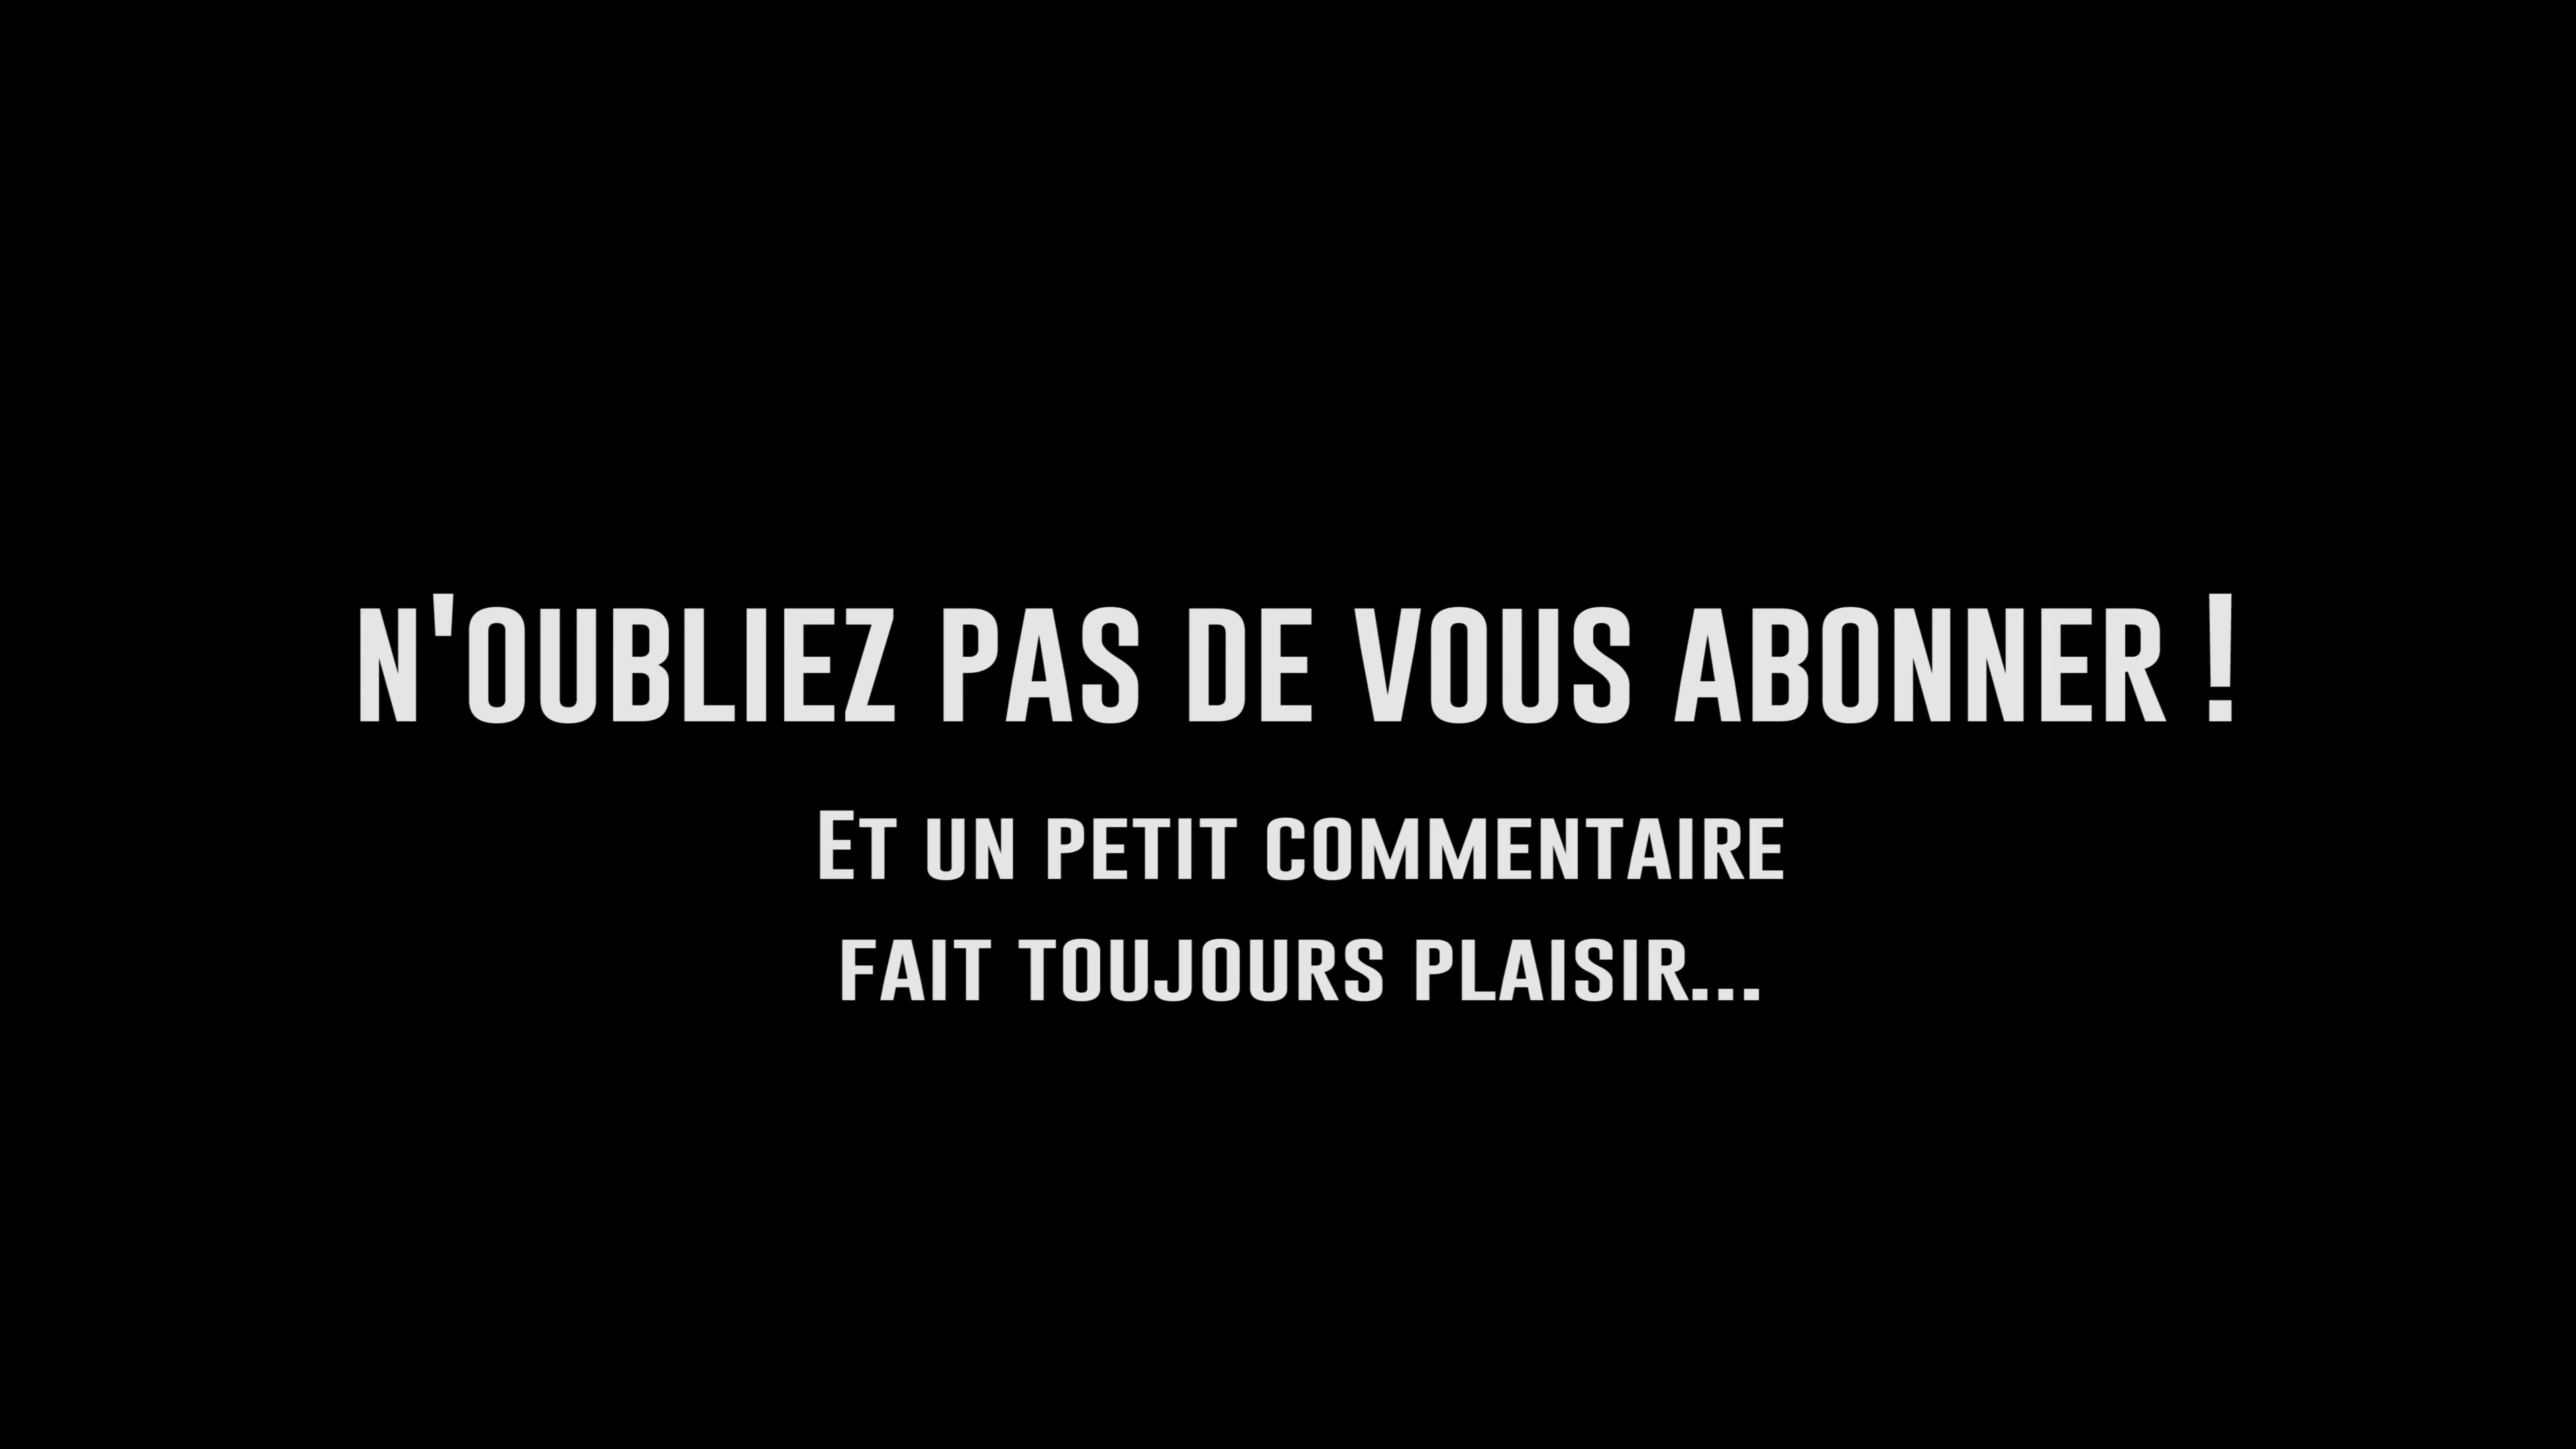 N'OUBLIEZ PAS DE VOUS ABONNER !
ET UN PETIT COMMENTAIRE
FAIT TOUJOURS PLAISIR...